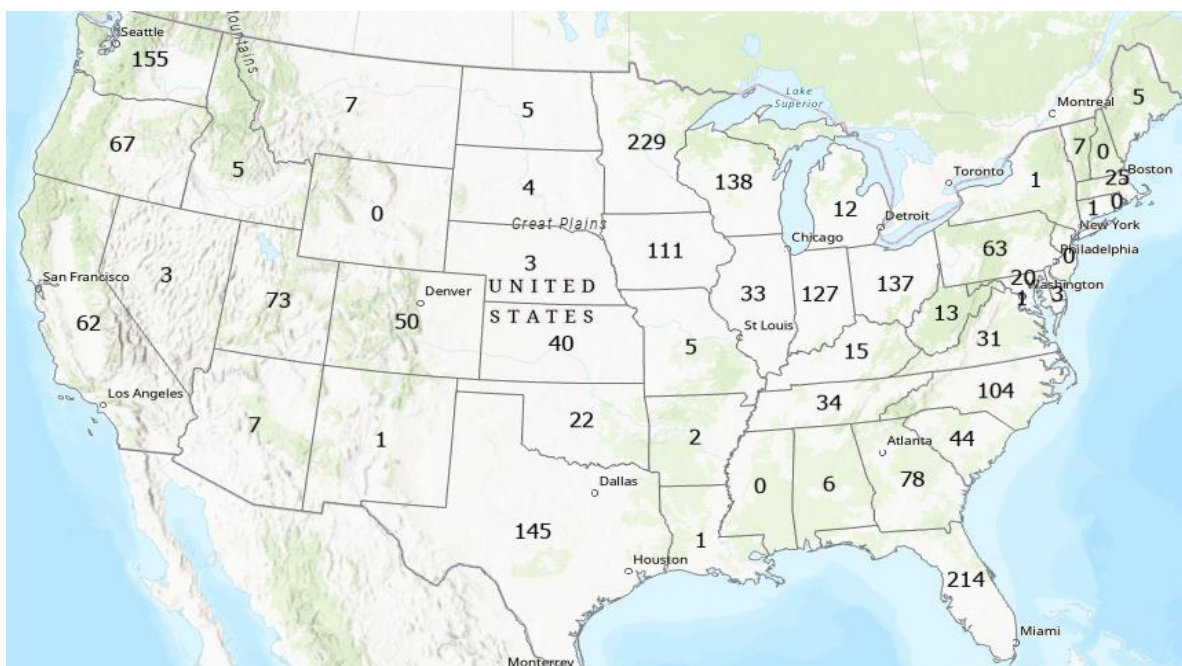 Seattle
155
Mountains
7
5
229
Lake
Superior
Montreal
5
67
5
4
138
12
Toronto
7
0
1
25
Boston
0
Great Plains
0
Detroit
1
0
New York
Chicago
63
Philadelphia
0
San Francisco
3
73
Denver
3
UNITED
111
20
Washington
1
3
62
50
STATES
40
33
127
137
13
St Louis
5
15
31
Los Angeles
7
1
22
2
34
104
Atlanta
44
Dallas
0
6
78
145
1
Houston
214
Miami
Monterrey